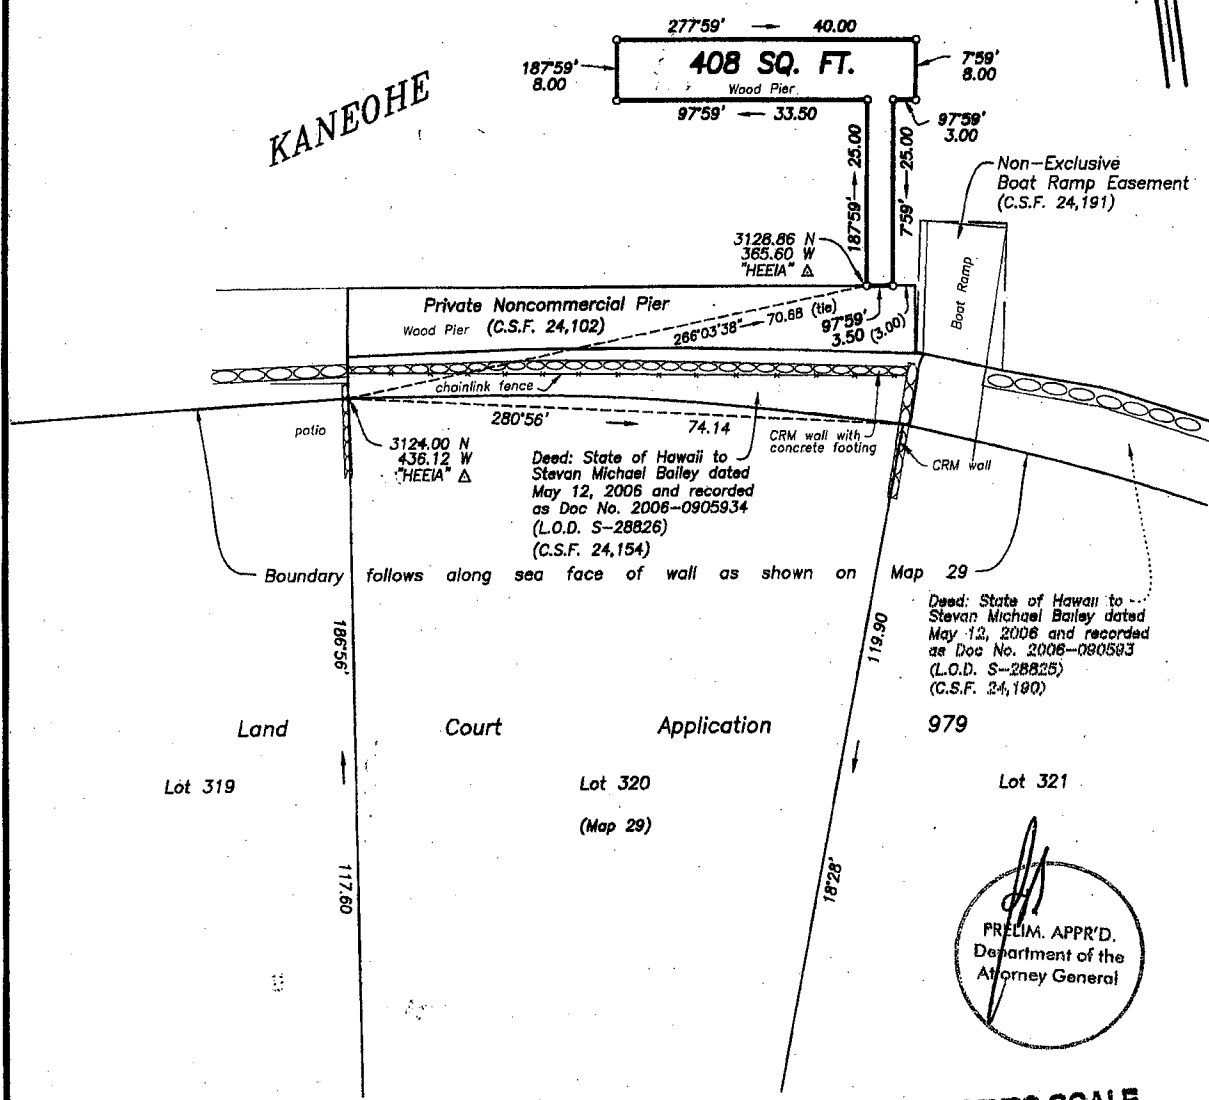 277°59' → 40.00
187°59'
8.00
408 SQ. FT.
Wood Pier
7°59'
8.00
97°59' ← 33.50
97°59'
3.00
KANEOHE
187°59' → 25.00
7°59' ← 25.00
Non-Exclusive
Boat Ramp Easement
(C.S.F. 24,191)
3128.86 N
365.60 W
"HEEIA" △
Boat Ramp
Private Noncommercial Pier
Wood Pier (C.S.F. 24,102)
266°03'38" → 70.68 (tie)
97°59'
3.50 (3.00)
chainlink fence
280°56' → 74.14
patio
3124.00 N
436.12 W
"HEEIA" △
CRM wall with
concrete footing
CRM wall
Deed: State of Hawaii to
Stevan Michael Bailey dated
May 12, 2006 and recorded
as Doc No. 2006-0905934
(L.O.D. S-28826)
(C.S.F. 24,154)
Boundary follows along sea face of wall as shown on Map 29
Deed: State of Hawaii to
Stevan Michael Bailey dated
May 12, 2006 and recorded
as Doc No. 2006-090593
(L.O.D. S-28825)
(C.S.F. 24,190)
186°56'
119.90
Land Court Application 979
Lot 319
Lot 320
(Map 29)
Lot 321
117.60
18°28'
PRELIM. APPR'D.
Department of the
Attorney General